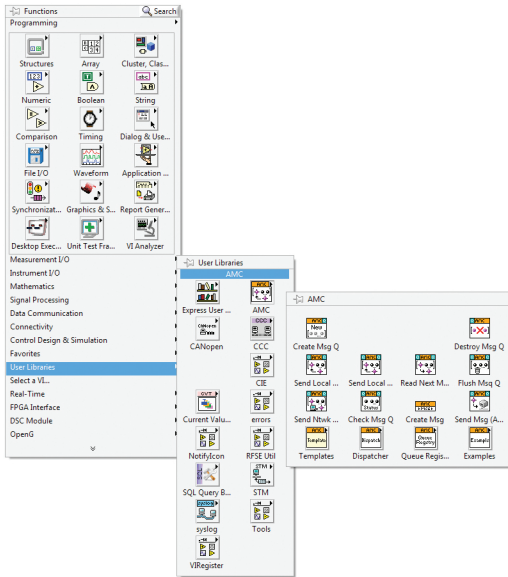 Functions
Search
Programming
Structures Array Cluster, Clas...
Numeric Boolean String
Comparison Timing Dialog & Use...
File I/O Waveform Application ...
Synchronizat... Graphics & S... Report Gener...
Desktop Exec... Unit Test Fra... VI Analyzer
Measurement I/O
Instrument I/O
Mathematics
Signal Processing
Data Communication
Connectivity
Control Design & Simulation
Favorites
User Libraries
Select a VI...
Real-Time
FPGA Interface
DSC Module
OpenG
User Libraries
AMC
Express User ... AMC
CANopen CCC
CIE
Current Valu... errors
NotifyIcon RFSE Util
SQL Query B... STM
syslog Tools
VIRegister
AMC
Create Msg Q Destroy Msg Q
Send Local ... Send Local ... Read Next M... Flush Msq Q
Send Ntwk ... Check Msg Q Create Msg Send Msg (A...
Templates Dispatcher Queue Regis... Examples